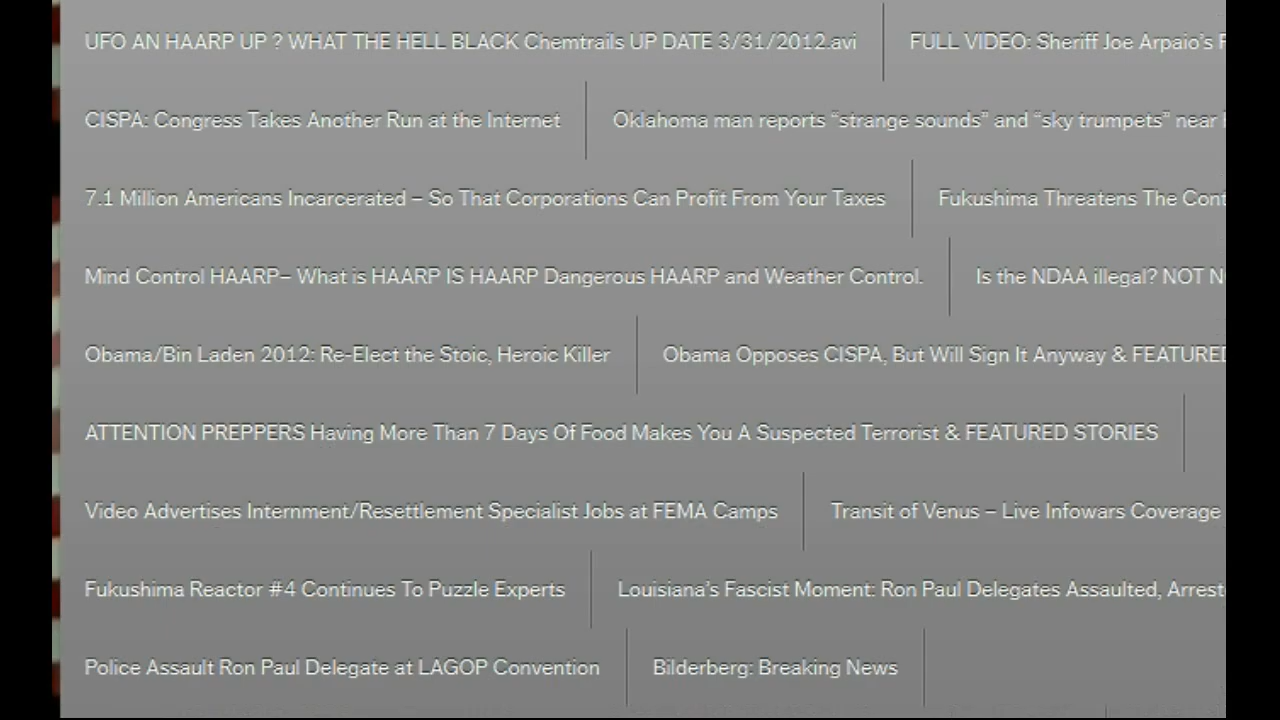 UFO AN HAARP UP ? WHAT THE HELL BLACK Chemtrails UP DATE 3/31/2012.avi FULL VIDEO: Sheriff Joe Arpaio's
CISPA: Congress Takes Another Run at the Internet Oklahoma man reports “strange sounds” and “sky trumpets” near
7.1 Million Americans Incarcerated – So That Corporations Can Profit From Your Taxes Fukushima Threatens The Cont
Mind Control HAARP– What is HAARP IS HAARP Dangerous HAARP and Weather Control. Is the NDAA illegal? NOT N
Obama/Bin Laden 2012: Re-Elect the Stoic, Heroic Killer Obama Opposes CISPA, But Will Sign It Anyway & FEATURED
ATTENTION PREPPERS Having More Than 7 Days Of Food Makes You A Suspected Terrorist & FEATURED STORIES
Video Advertises Internment/Resettlement Specialist Jobs at FEMA Camps Transit of Venus – Live Infowars Coverage
Fukushima Reactor #4 Continues To Puzzle Experts Louisiana's Fascist Moment: Ron Paul Delegates Assaulted, Arrest
Police Assault Ron Paul Delegate at LAGOP Convention Bilderberg: Breaking News